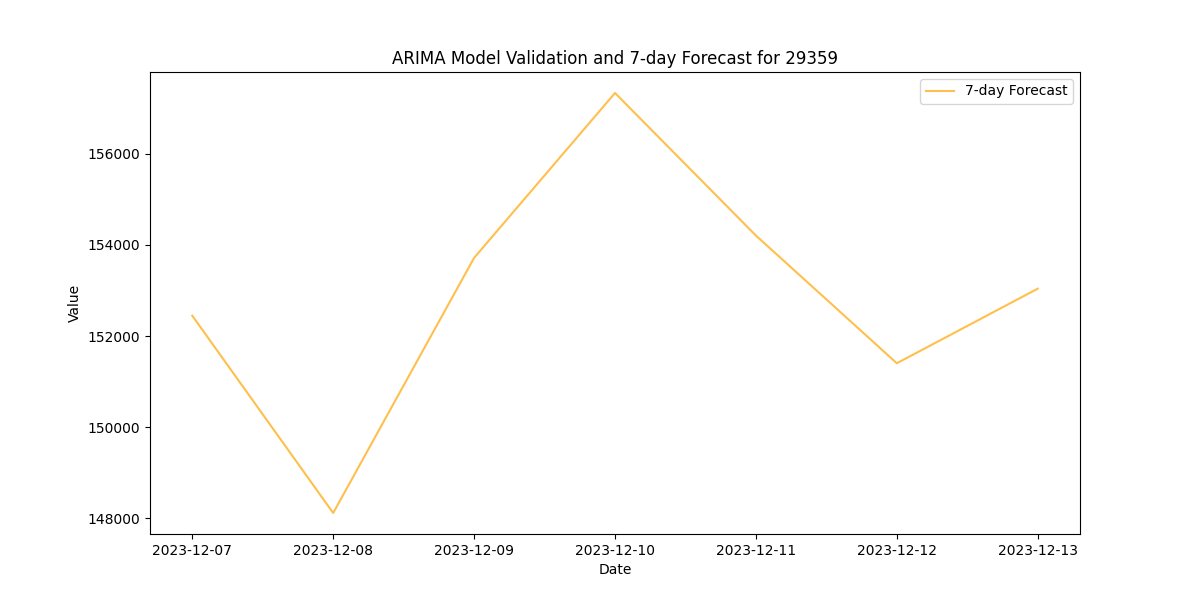 ARIMA Model Validation and 7-day Forecast for 29359
7-day Forecast
156000
154000
152000
150000
148000
Value
2023-12-07 2023-12-08 2023-12-09 2023-12-10 2023-12-11 2023-12-12 2023-12-13
Date